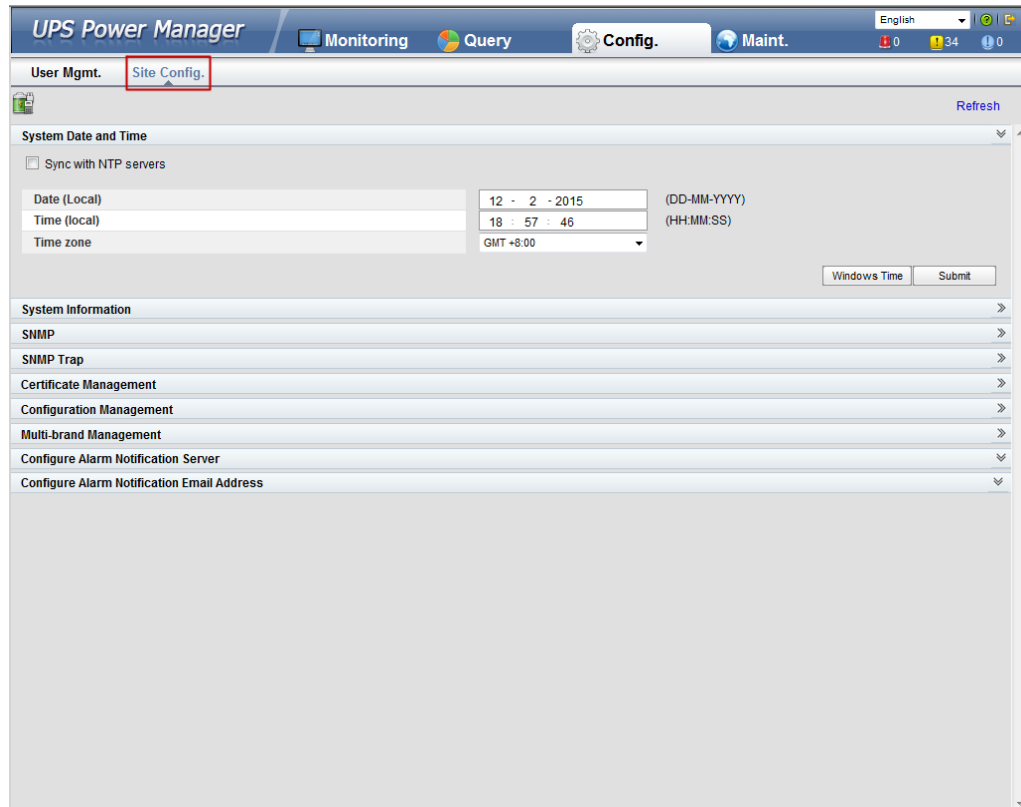 UPS Power Manager
Monitoring Query Config. Maint.
English
0 34 0
User Mgmt. Site Config.
Refresh
System Date and Time
Sync with NTP servers
Date (Local) 12 - 2 - 2015 (DD-MM-YYYY)
Time (local) 18 : 57 : 46 (HH:MM:SS)
Time zone GMT +8:00
Windows Time Submit
System Information
SNMP
SNMP Trap
Certificate Management
Configuration Management
Multi-brand Management
Configure Alarm Notification Server
Configure Alarm Notification Email Address